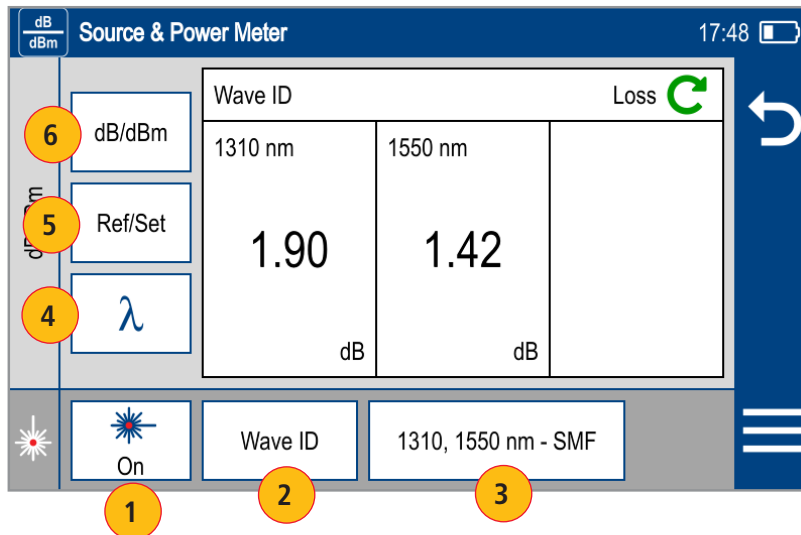 dB
dBm
Source & Power Meter
17:48
Wave ID
Loss
6
dB/dBm
1310 nm
1550 nm
5
Ref/Set
1.90
1.42
4
λ
dB
dB
On
Wave ID
1310, 1550 nm - SMF
1
2
3